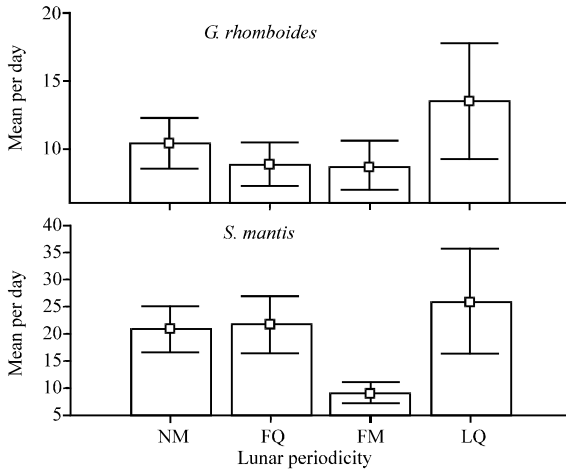 20
G. rhomboides
15
10
Mean per day
40
S. mantis
35
30
25
20
15
10
5
Mean per day
NM FQ FM LQ
Lunar periodicity